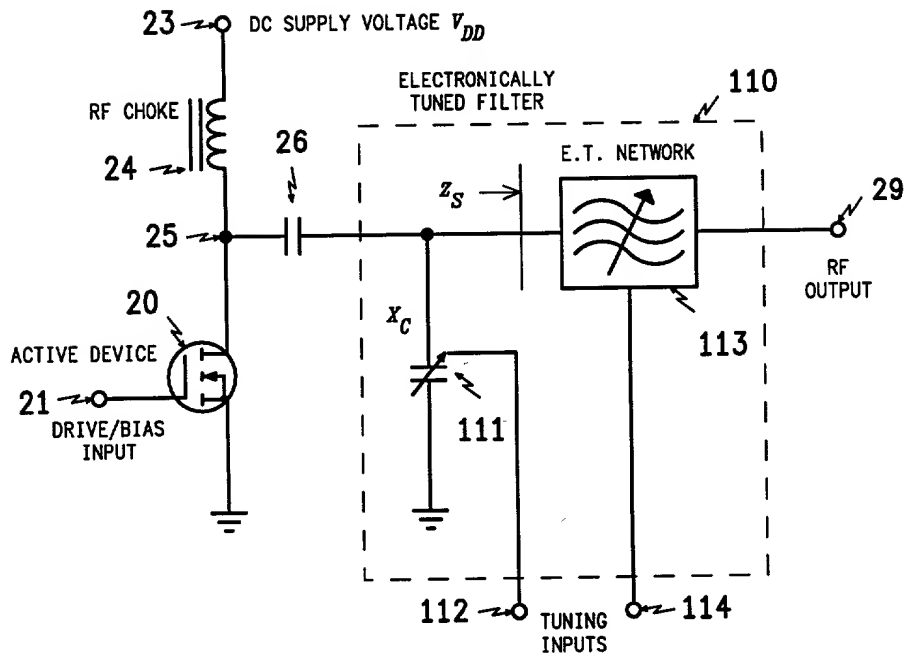 23
DC SUPPLY VOLTAGE V_DD
ELECTRONICALLY
TUNED FILTER
110
RF CHOKE
24
26
E.T. NETWORK
Z_S
29
25
RF
OUTPUT
20
X_C
113
ACTIVE DEVICE
21
111
DRIVE/BIAS
INPUT
112
TUNING
INPUTS
114